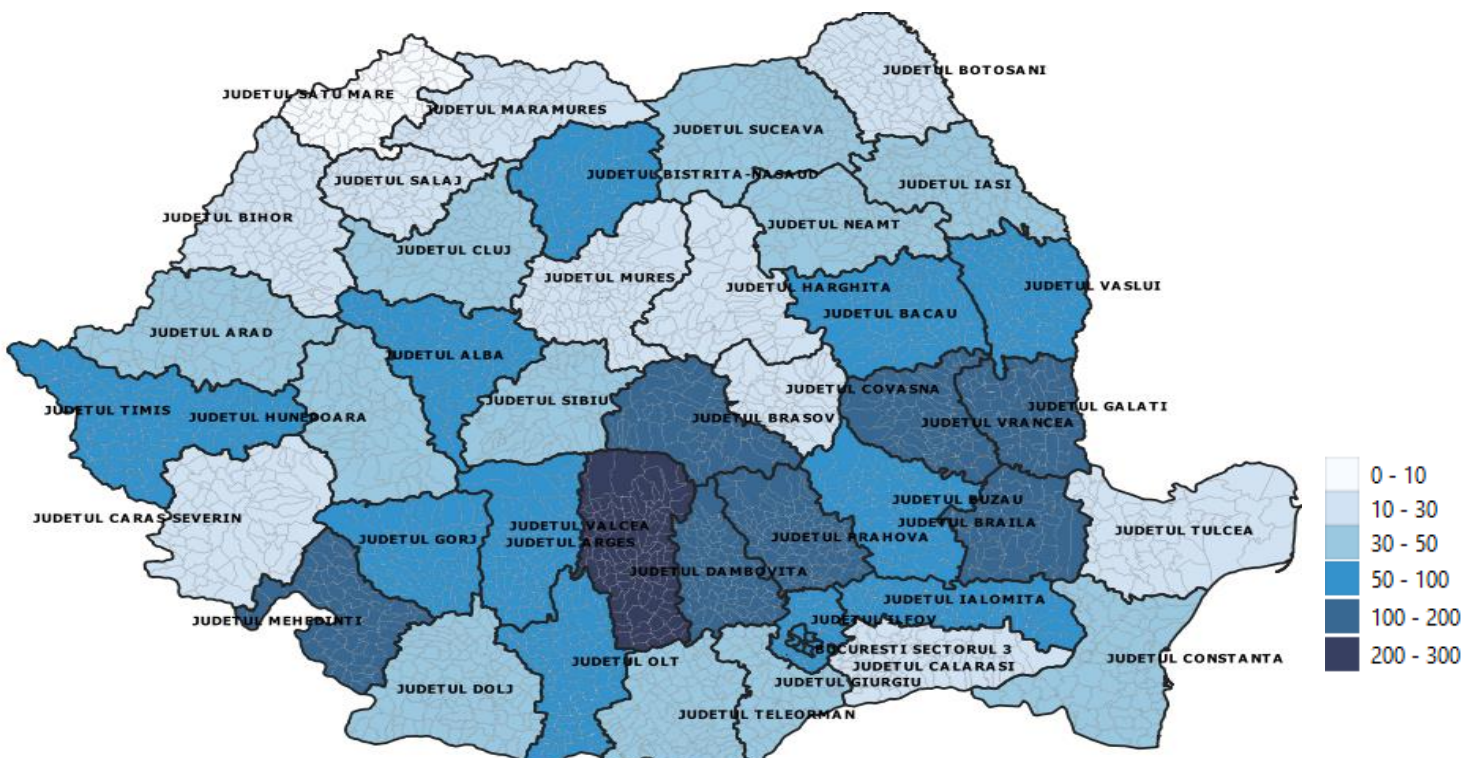 JUDETUL BOTOSANI
JUDETUL SATU MARE
JUDETUL MARAMURES
JUDETUL SUCEAVA
JUDETUL BISTRITA-NASAUD
JUDETUL SALAJ
JUDETUL IASI
JUDETUL BIHOR
JUDETUL NEAMT
JUDETUL CLUJ
JUDETUL MURES
JUDETUL HARGHITA
JUDETUL VASLUI
JUDETUL BACAU
JUDETUL ARAD
JUDETUL ALBA
JUDETUL COVASNA
JUDETUL SIBIU
JUDETUL TIMIS
JUDETUL HUNEDOARA
JUDETUL BRASOV
JUDETUL GALATI
JUDETUL VRANCEA
JUDETUL CARAS-SEVERIN
JUDETUL BUZAU
JUDETUL VALCEA
JUDETUL BRAILA
JUDETUL TULCEA
JUDETUL GORJ
JUDETUL ARGES
JUDETUL PRAHOVA
JUDETUL DAMBOVITA
JUDETUL IALOMITA
JUDETUL MEHEDINTI
JUDETUL ILFOV
BUCURESTI SECTORUL 3
JUDETUL OLT
JUDETUL CALARASI
JUDETUL CONSTANTA
JUDETUL GIURGIU
JUDETUL DOLJ
JUDETUL TELEORMAN
0 - 10
10 - 30
30 - 50
50 - 100
100 - 200
200 - 300